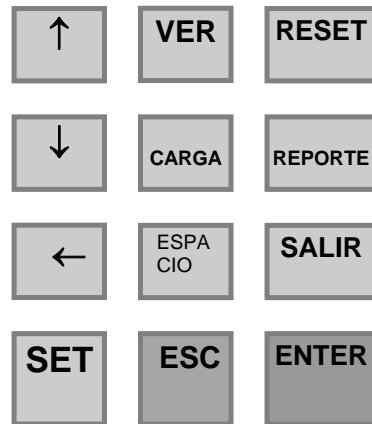 ↑ VER RESET
↓ CARGA REPORTE
← ESPA
CIO SALIR
SET ESC ENTER